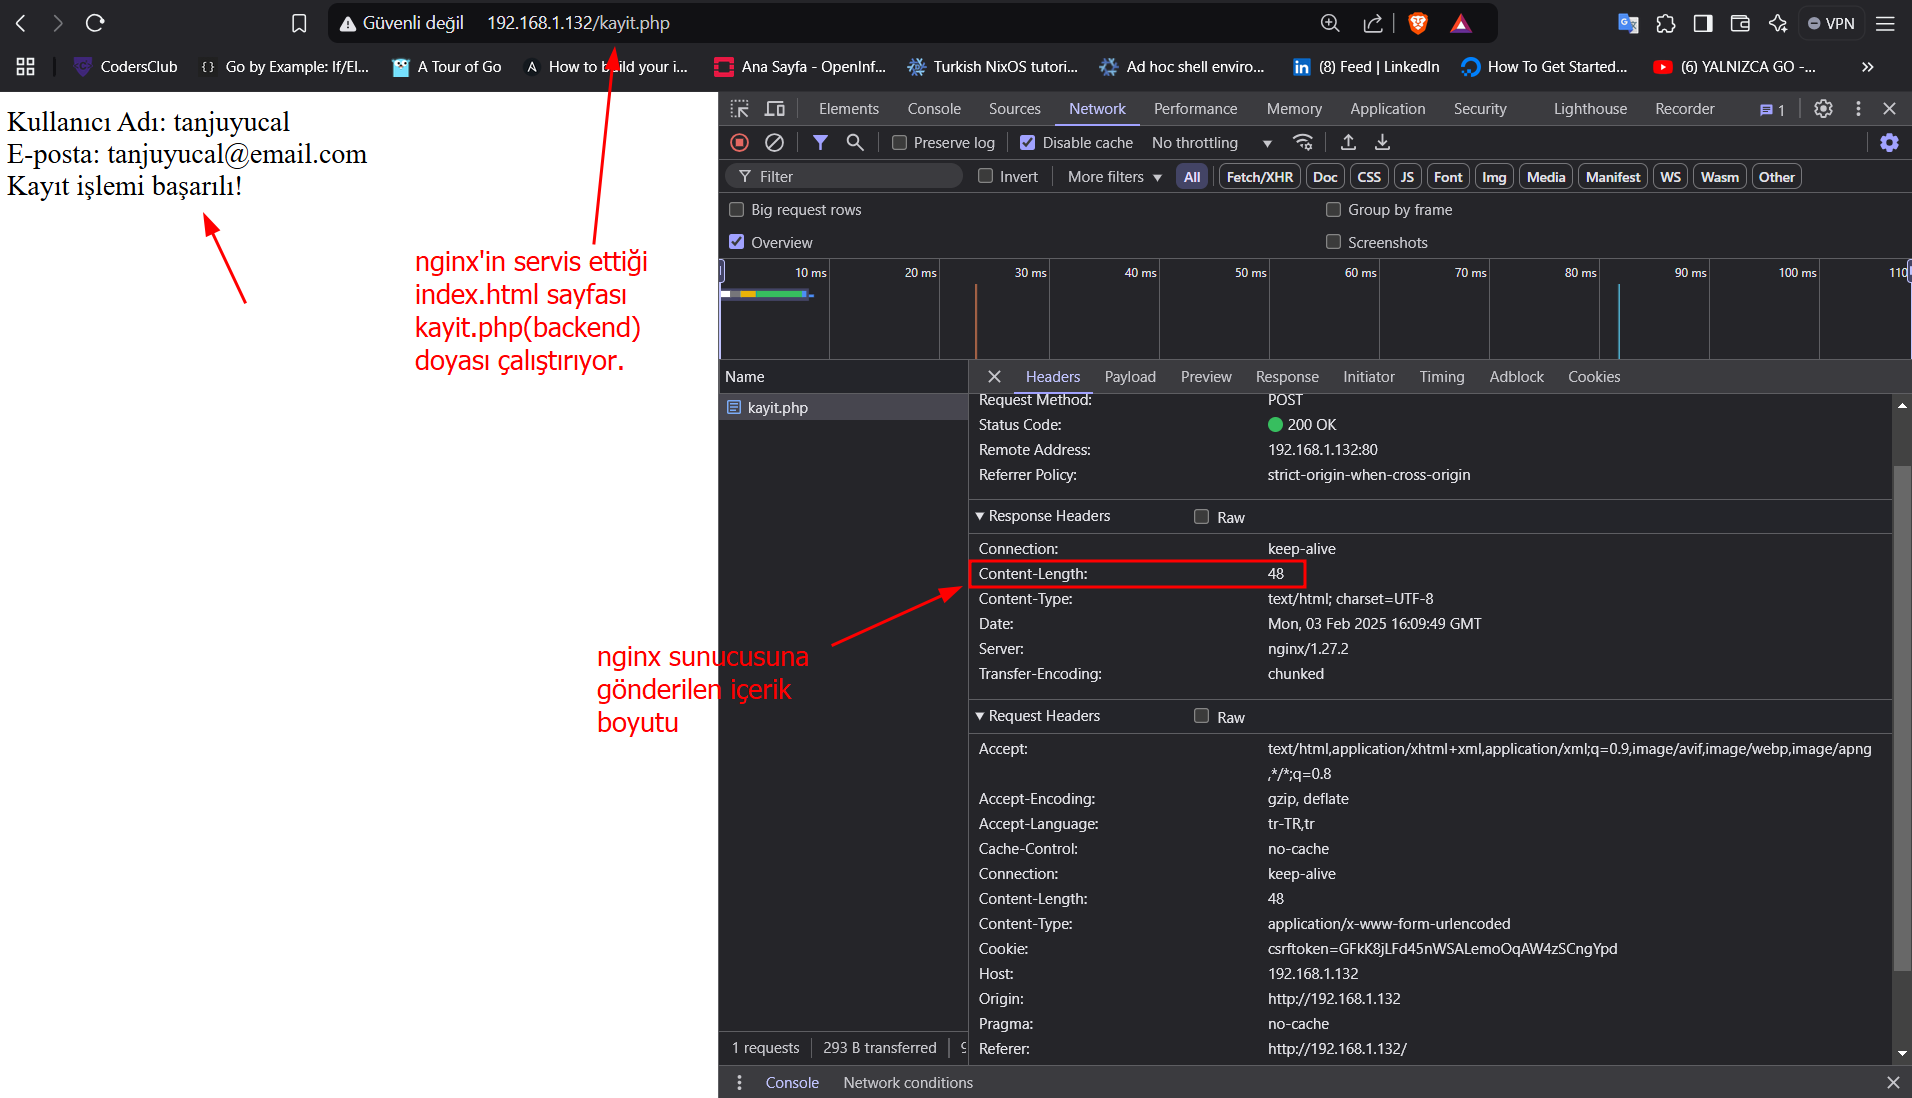 Güvenli değil 192.168.1.132/kayit.php
VPN
CodersClub
Go by Example: If/El...
A Tour of Go
How to build your i...
Ana Sayfa - OpenInf...
Turkish NixOS tutori...
Ad hoc shell enviro...
(8) Feed | LinkedIn
How To Get Started...
(6) YALNIZCA GO -...
Kullanıcı Adı: tanjuyucal
E-posta: tanjuyucal@email.com
Kayıt işlemi başarılı!
nginx'in servis ettiği
index.html sayfası
kayit.php(backend)
doyası çalıştırıyor.
nginx sunucusuna
gönderilen içerik
boyutu
Elements Console Sources Network Performance Memory Application Security Lighthouse Recorder 1
Preserve log Disable cache No throttling
Filter Invert More filters All Fetch/XHR Doc CSS JS Font Img Media Manifest WS Wasm Other
Big request rows Group by frame
Overview Screenshots
10 ms 20 ms 30 ms 40 ms 50 ms 60 ms 70 ms 80 ms 90 ms 100 ms 110
Name
kayit.php
Headers Payload Preview Response Initiator Timing Adblock Cookies
Request Method: POST
Status Code: 200 OK
Remote Address: 192.168.1.132:80
Referrer Policy: strict-origin-when-cross-origin
Response Headers Raw
Connection: keep-alive
Content-Length: 48
Content-Type: text/html; charset=UTF-8
Date: Mon, 03 Feb 2025 16:09:49 GMT
Server: nginx/1.27.2
Transfer-Encoding: chunked
Request Headers Raw
Accept: text/html,application/xhtml+xml,application/xml;q=0.9,image/avif,image/webp,image/apng
,*/*;q=0.8
Accept-Encoding: gzip, deflate
Accept-Language: tr-TR,tr
Cache-Control: no-cache
Connection: keep-alive
Content-Length: 48
Content-Type: application/x-www-form-urlencoded
Cookie: csrftoken=GFkK8jLFd45nWSALemoOqAW4zSCngYpd
Host: 192.168.1.132
Origin: http://192.168.1.132
Pragma: no-cache
Referer: http://192.168.1.132/
1 requests 293 B transferred
Console Network conditions